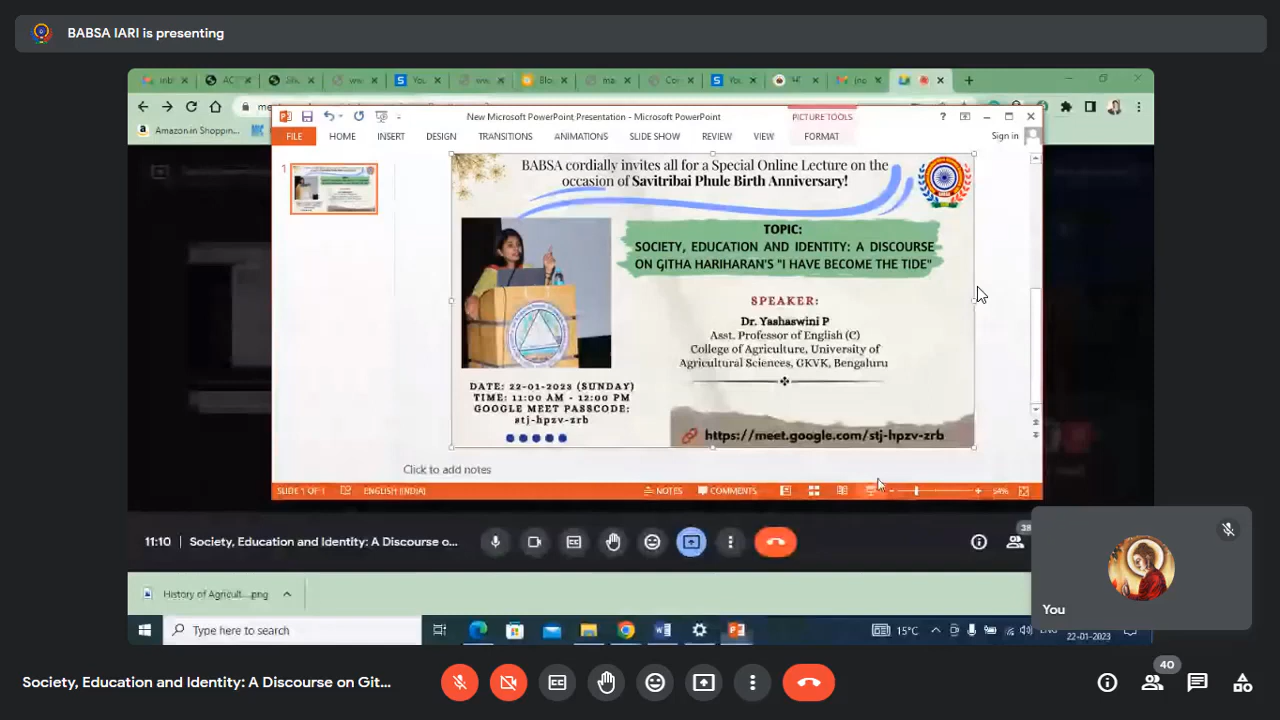 BABSA IARI is presenting
Amazon.in Shoppin...
New Microsoft PowerPoint Presentation - Microsoft PowerPoint
PICTURE TOOLS
FILE HOME INSERT DESIGN TRANSITIONS ANIMATIONS SLIDE SHOW REVIEW VIEW FORMAT
Sign in
1
BABSA cordially invites all for a Special Online Lecture on the
occasion of Savitribai Phule Birth Anniversary!
TOPIC:
SOCIETY, EDUCATION AND IDENTITY: A DISCOURSE
ON GITHA HARIHARAN'S "I HAVE BECOME THE TIDE"
SPEAKER:
Dr. Yashaswini P
Asst. Professor of English (C)
College of Agriculture, University of
Agricultural Sciences, GKVK, Bengaluru
DATE: 22-01-2023 (SUNDAY)
TIME: 11:00 AM - 12:00 PM
GOOGLE MEET PASSCODE:
stj-hpzv-zrb
https://meet.google.com/stj-hpzv-zrb
Click to add notes
SLIDE 1 OF 1 ENGLISH (INDIA) NOTES COMMENTS 54%
11:10 | Society, Education and Identity: A Discourse o...
38
You
History of Agricult....png
Type here to search
15°C
22-01-2023
Society, Education and Identity: A Discourse on Git...
40